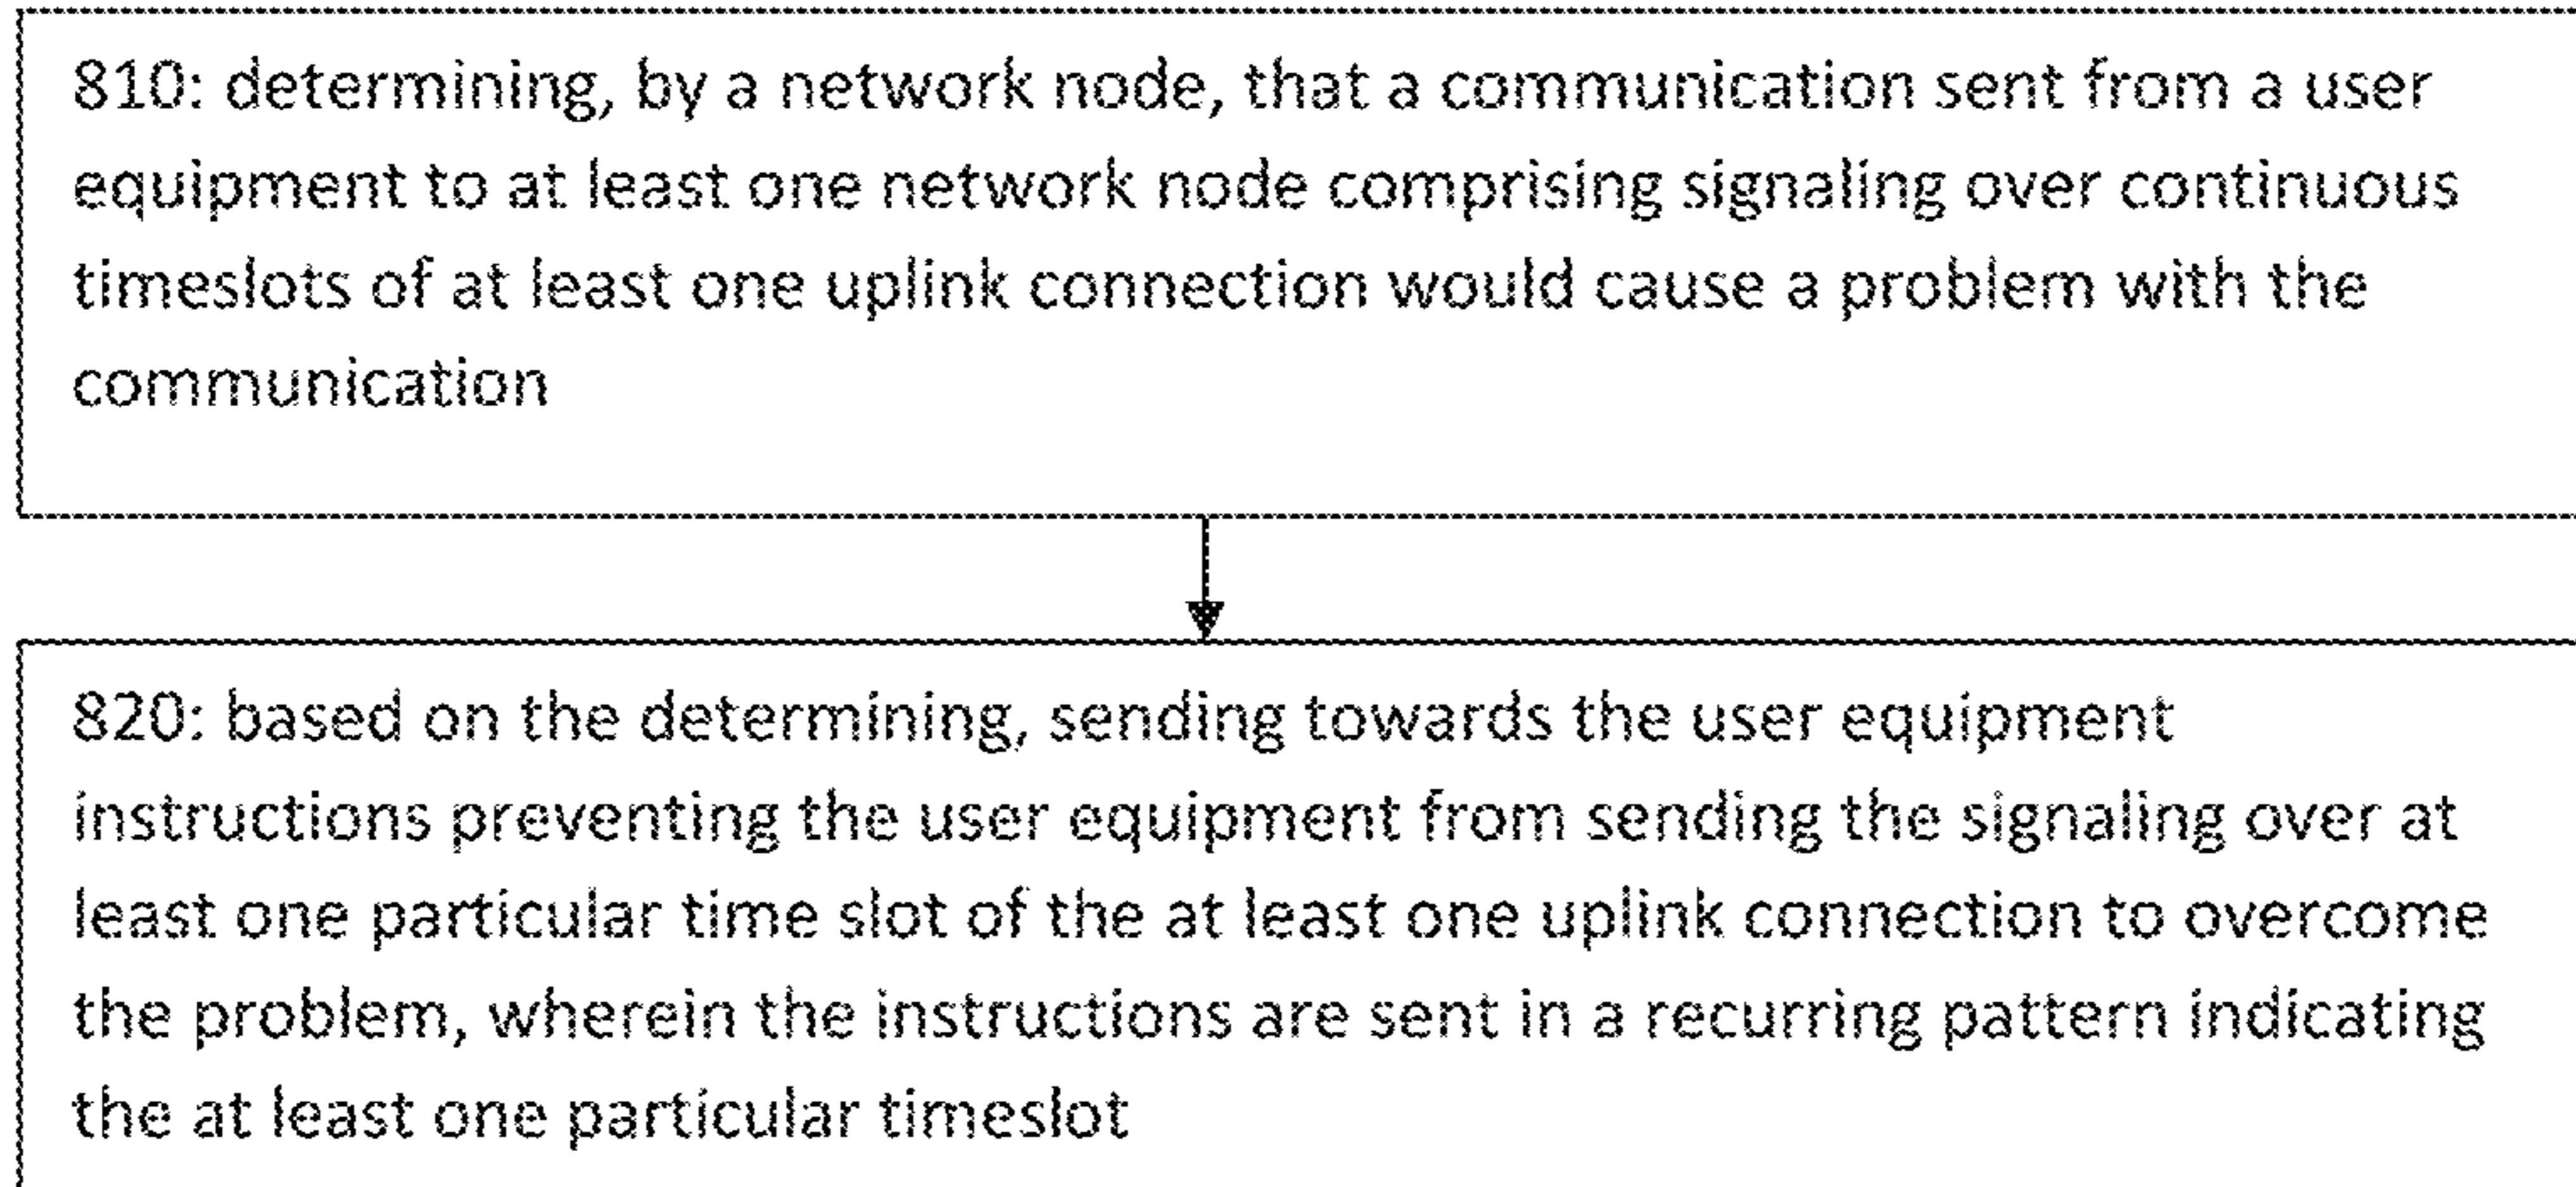 810: determining, by a network node, that a communication sent from a user
equipment to at least one network node comprising signaling over continuous
timeslots of at least one uplink connection would cause a problem with the
communication
820: based on the determining, sending towards the user equipment
instructions preventing the user equipment from sending the signaling over at
least one particular time slot of the at least one uplink connection to overcome
the problem, wherein the instructions are sent in a recurring pattern indicating
the at least one particular timeslot